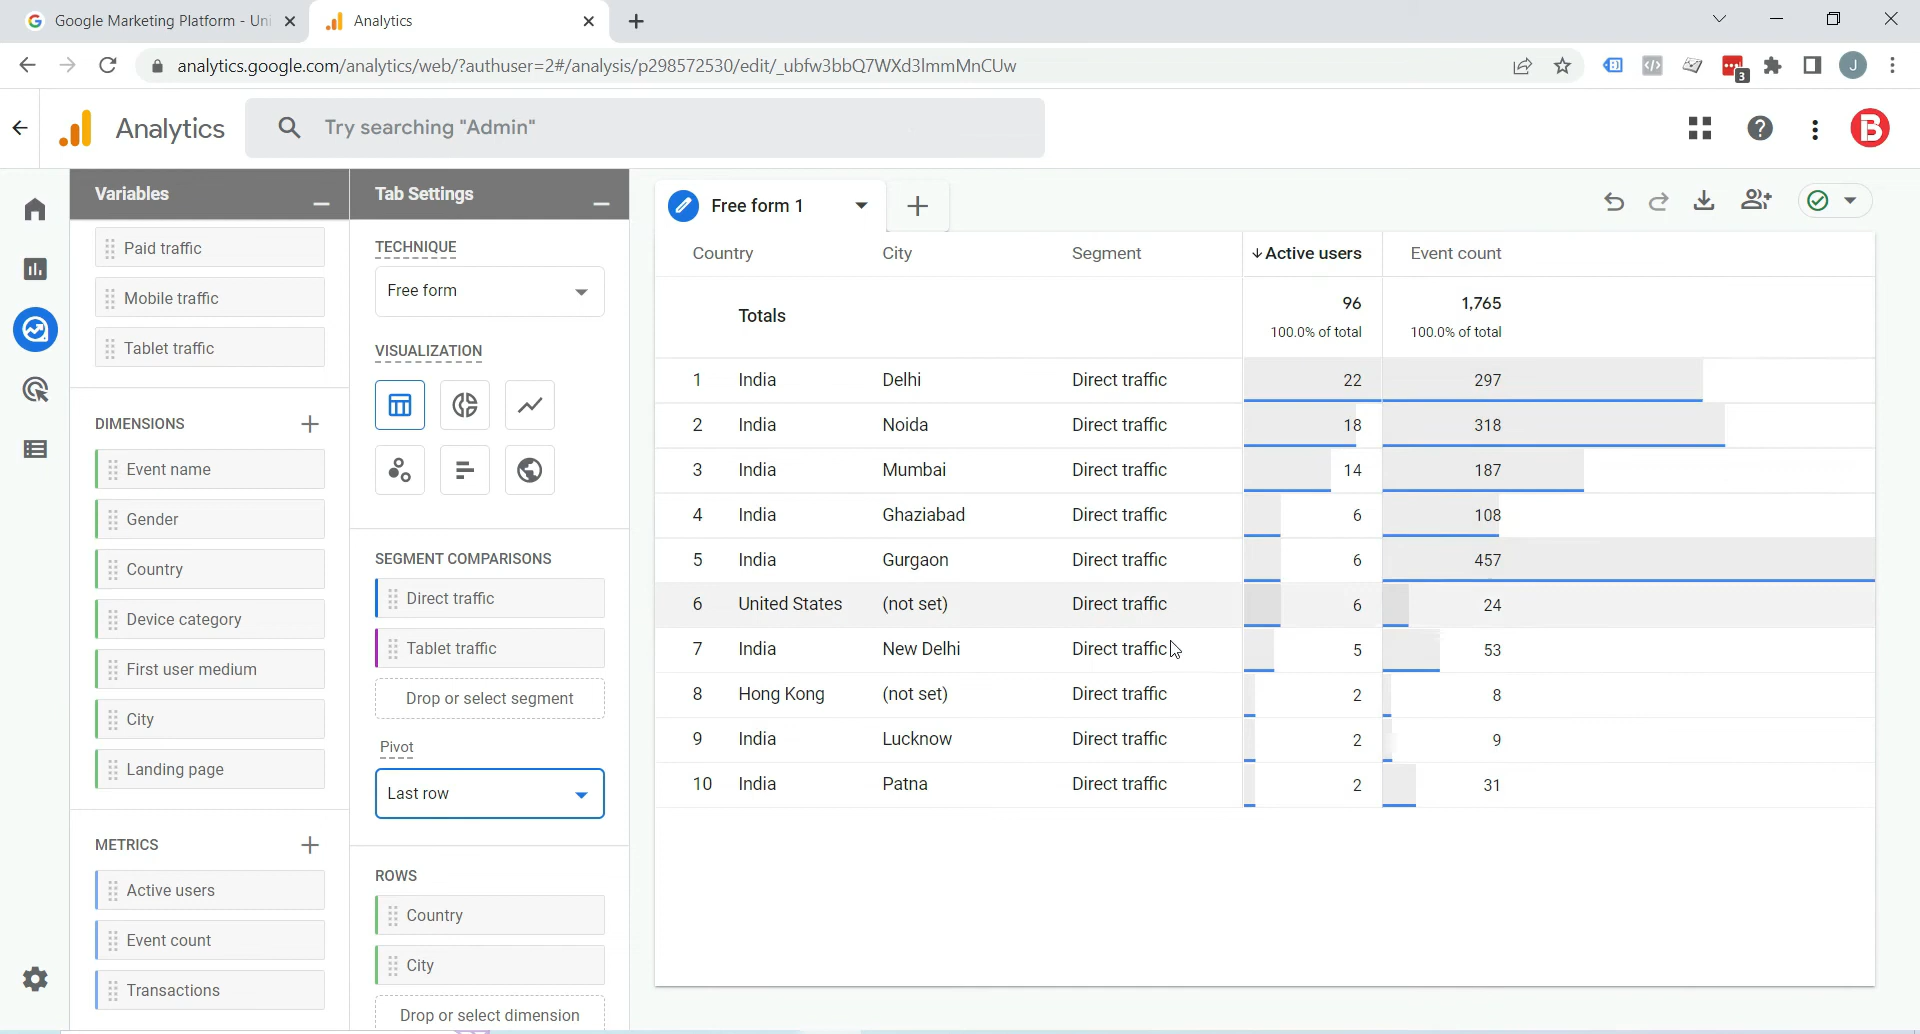 Google Marketing Platform - Uni
Analytics
analytics.google.com/analytics/web/?authuser=2#/analysis/p298572530/edit/_ubfw3bbQ7WXd3lmmMnCUw
3
J
Analytics
Try searching "Admin"
B
Variables
Paid traffic
Mobile traffic
Tablet traffic
DIMENSIONS
Event name
Gender
Country
Device category
First user medium
City
Landing page
METRICS
Active users
Event count
Transactions
Tab Settings
TECHNIQUE
Free form
VISUALIZATION
SEGMENT COMPARISONS
Direct traffic
Tablet traffic
Drop or select segment
Pivot
Last row
ROWS
Country
City
Drop or select dimension
Free form 1
Country City Segment Active users Event count
Totals 96 1,765
100.0% of total 100.0% of total
1 India Delhi Direct traffic 22 297
2 India Noida Direct traffic 18 318
3 India Mumbai Direct traffic 14 187
4 India Ghaziabad Direct traffic 6 108
5 India Gurgaon Direct traffic 6 457
6 United States (not set) Direct traffic 6 24
7 India New Delhi Direct traffic 5 53
8 Hong Kong (not set) Direct traffic 2 8
9 India Lucknow Direct traffic 2 9
10 India Patna Direct traffic 2 31